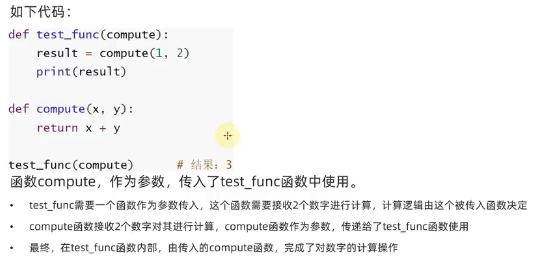 如下代码：
def test_func(compute):
    result = compute(1, 2)
    print(result)
def compute(x, y):
    return x + y
test_func(compute)      # 结果：3
函数compute，作为参数，传入了test_func函数中使用。
• test_func需要一个函数作为参数传入，这个函数需要接收2个数字进行计算，计算逻辑由这个被传入函数决定
• compute函数接收2个数字对其进行计算，compute函数作为参数，传递给了test_func函数使用
• 最终，在test_func函数内部，由传入的compute函数，完成了对数字的计算操作